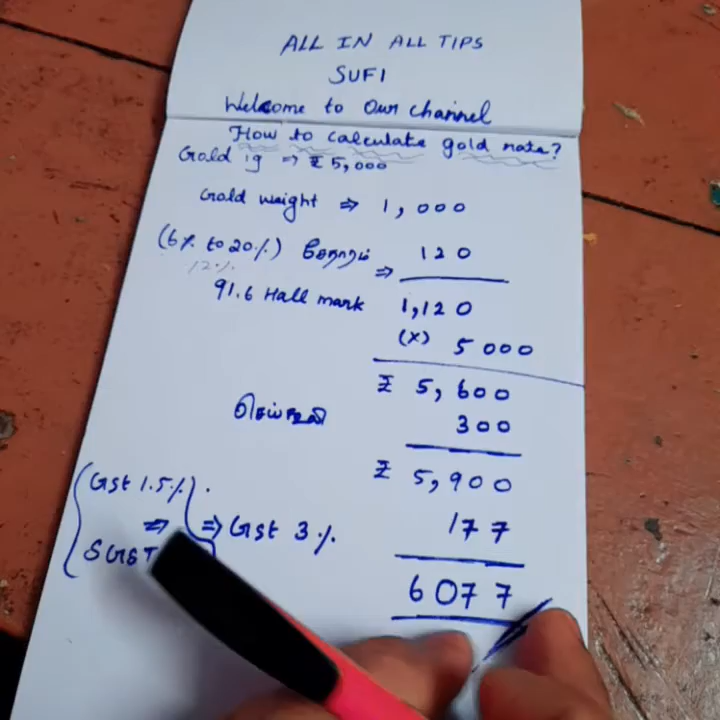 ALL IN ALL TIPS
SUFI
Welcome to Our channel
How to calculate gold rate?
Gold 1g => ₹ 5,000
Gold weight => 1,000
(6% to 20%) சேதாரம் => 120
12%
91.6 Hall mark 1,120
(x) 5000
₹ 5,600
செய்கூலி 300
₹ 5,900
(Gst 1.5%).
=> => Gst 3% 177
SGST
6077